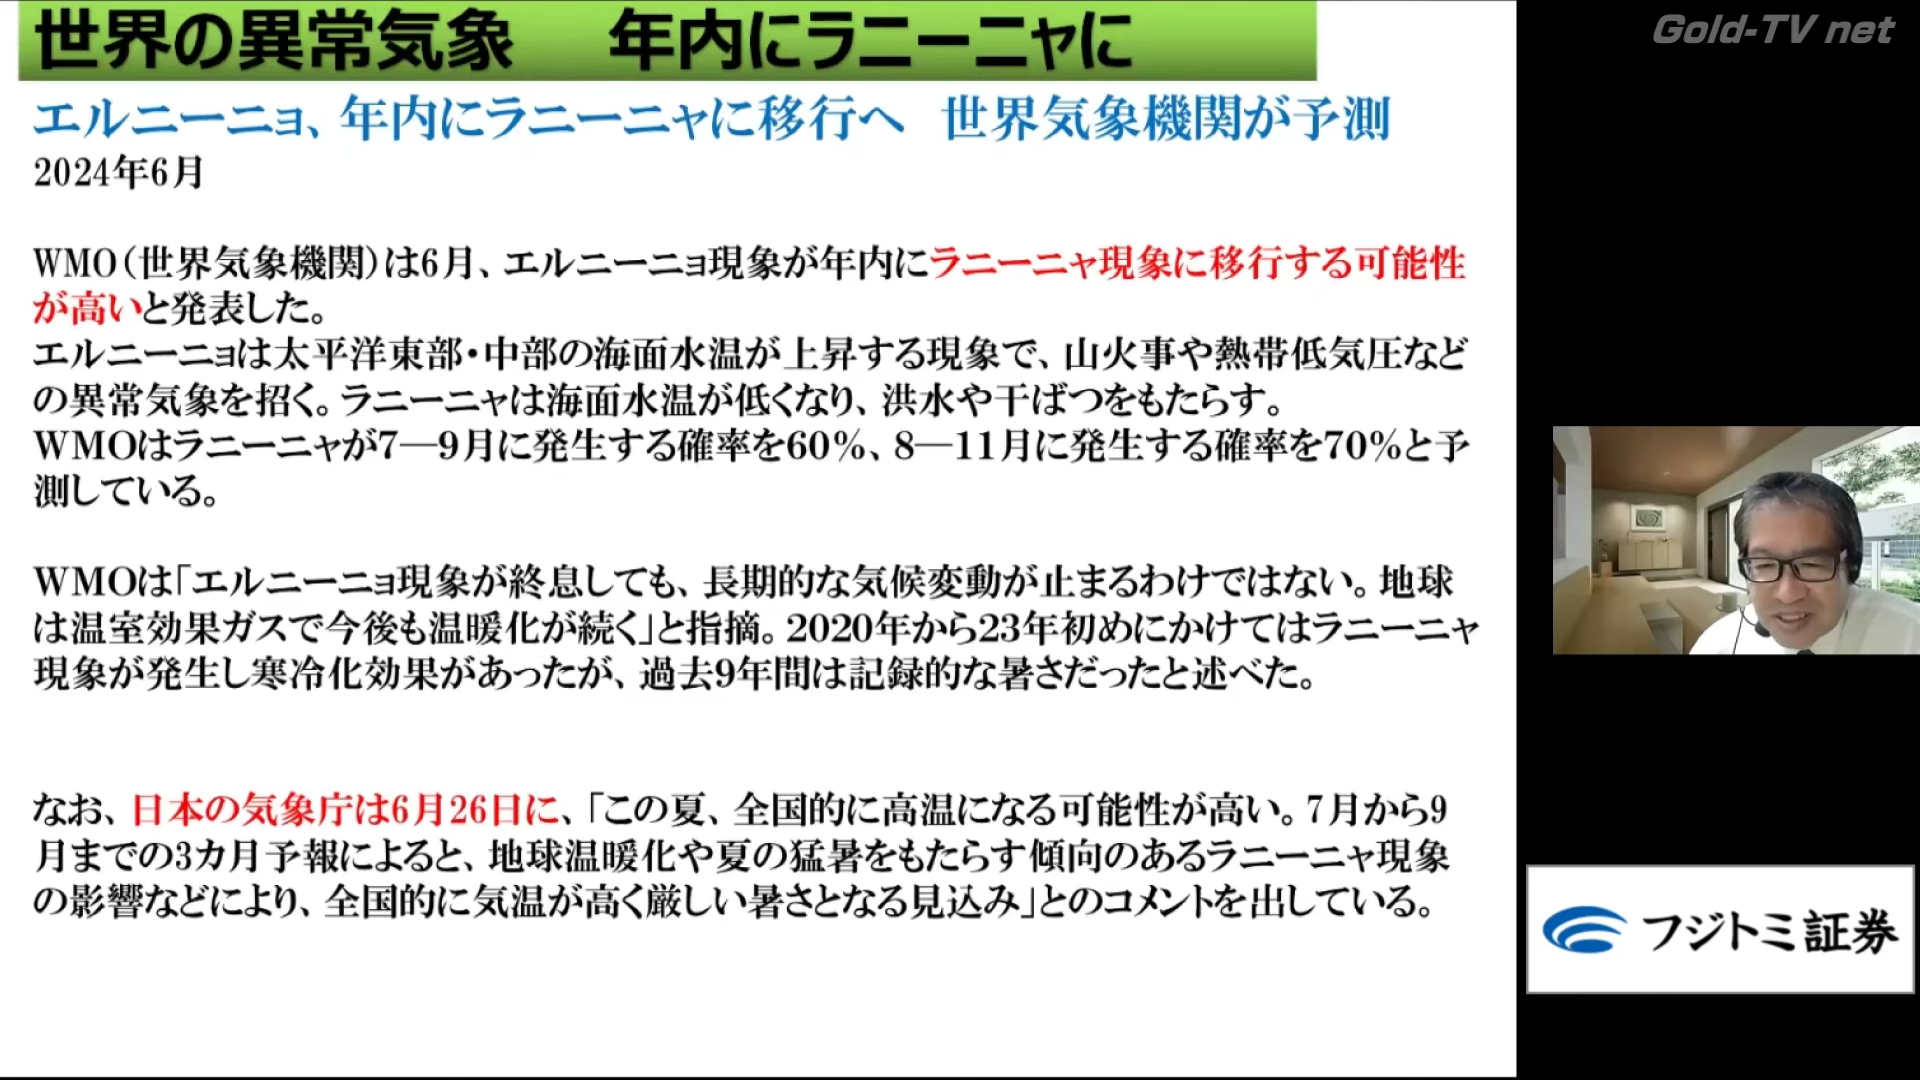 世界の異常気象　年内にラニーニャに
Gold-TV net
エルニーニョ、年内にラニーニャに移行へ　世界気象機関が予測
2024年6月
WMO（世界気象機関）は6月、エルニーニョ現象が年内にラニーニャ現象に移行する可能性
が高いと発表した。
エルニーニョは太平洋東部・中部の海面水温が上昇する現象で、山火事や熱帯低気圧など
の異常気象を招く。ラニーニャは海面水温が低くなり、洪水や干ばつをもたらす。
WMOはラニーニャが7―9月に発生する確率を60%、8―11月に発生する確率を70%と予
測している。
WMOは「エルニーニョ現象が終息しても、長期的な気候変動が止まるわけではない。地球
は温室効果ガスで今後も温暖化が続く」と指摘。2020年から23年初めにかけてはラニーニャ
現象が発生し寒冷化効果があったが、過去9年間は記録的な暑さだったと述べた。
なお、日本の気象庁は6月26日に、「この夏、全国的に高温になる可能性が高い。7月から9
月までの3カ月予報によると、地球温暖化や夏の猛暑をもたらす傾向のあるラニーニャ現象
の影響などにより、全国的に気温が高く厳しい暑さとなる見込み」とのコメントを出している。
フジトミ証券